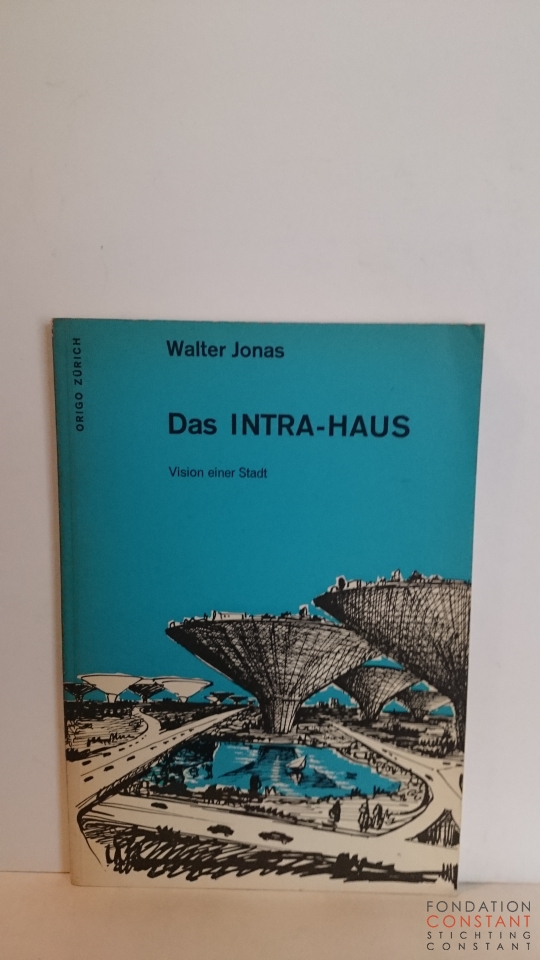 ORIGO ZÜRICH
Walter Jonas
Das INTRA-HAUS
Vision einer Stadt
FONDATION
CONSTANT
STICHTING
CONSTANT